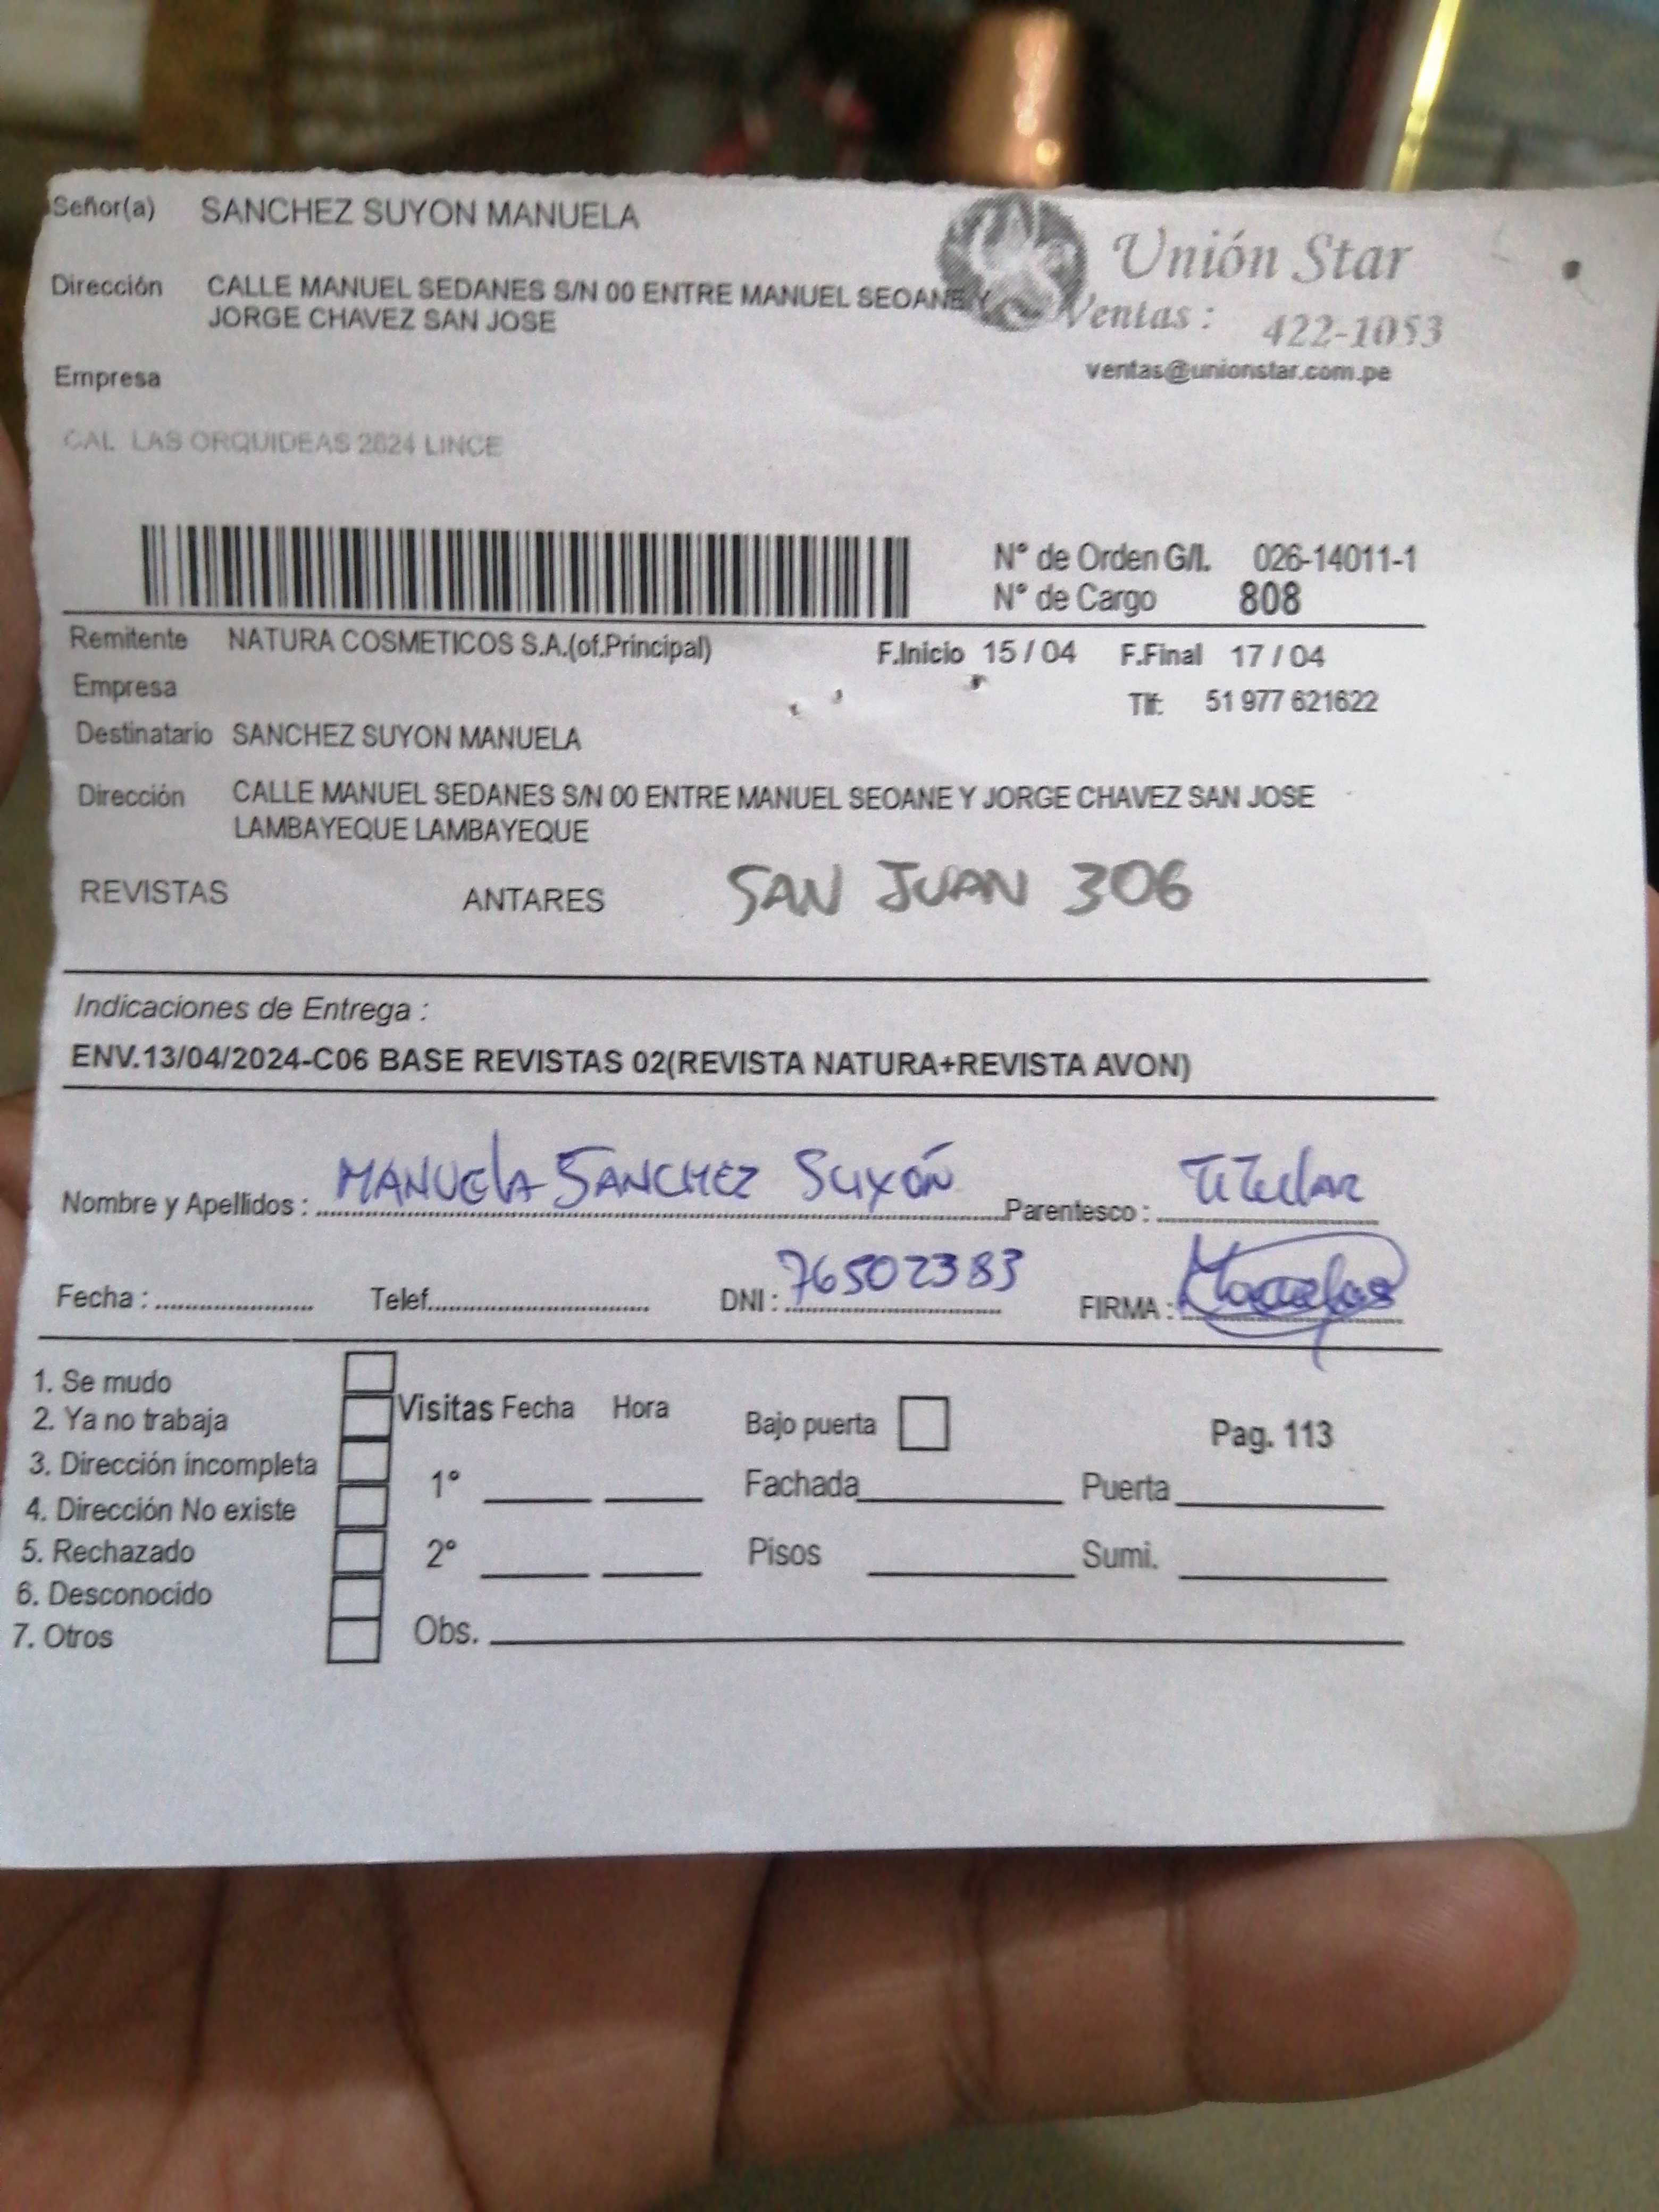 Señor(a) SANCHEZ SUYON MANUELA
Unión Star
Dirección CALLE MANUEL SEDANES S/N 00 ENTRE MANUEL SEOANE Y
JORGE CHAVEZ SAN JOSE
Ventas : 422-1053
ventas@unionstar.com.pe
Empresa
CAL LAS ORQUIDEAS 2624 LINCE
N° de Orden G/I. 026-14011-1
N° de Cargo 808
Remitente NATURA COSMETICOS S.A.(of.Principal) F.Inicio 15 / 04 F.Final 17 / 04
Empresa Tlf: 51 977 621622
Destinatario SANCHEZ SUYON MANUELA
Dirección CALLE MANUEL SEDANES S/N 00 ENTRE MANUEL SEOANE Y JORGE CHAVEZ SAN JOSE
LAMBAYEQUE LAMBAYEQUE
REVISTAS ANTARES SAN JUAN 306
Indicaciones de Entrega :
ENV.13/04/2024-C06 BASE REVISTAS 02(REVISTA NATURA+REVISTA AVON)
Nombre y Apellidos : MANUELA SANCHEZ SUYÓN Parentesco : Titular
Fecha : Telef. DNI : 76502383 FIRMA :
1. Se mudo
2. Ya no trabaja Visitas Fecha Hora Bajo puerta Pag. 113
3. Dirección incompleta 1° Fachada Puerta
4. Dirección No existe
5. Rechazado 2° Pisos Sumi.
6. Desconocido
7. Otros Obs.